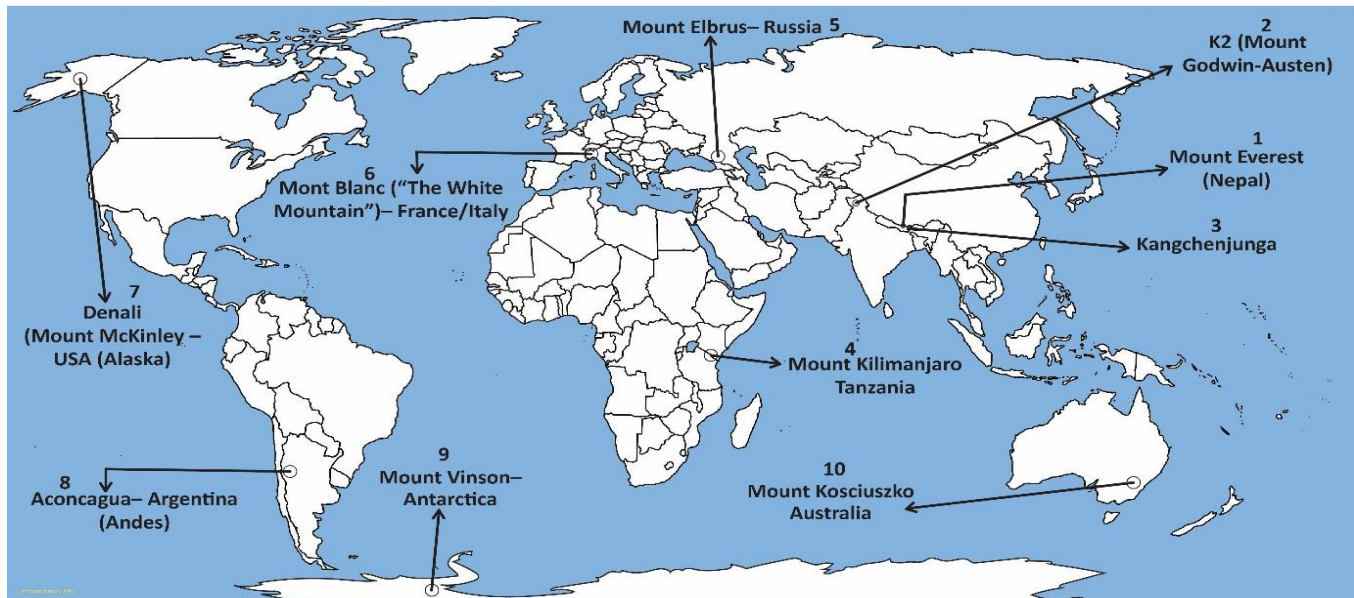 Mount Elbrus– Russia 5
2
K2 (Mount
Godwin-Austen)
1
Mount Everest
(Nepal)
3
Kangchenjunga
6
Mont Blanc (“The White
Mountain”)– France/Italy
7
Denali
(Mount McKinley –
USA (Alaska)
4
Mount Kilimanjaro
Tanzania
8
Aconcagua– Argentina
(Andes)
9
Mount Vinson–
Antarctica
10
Mount Kosciuszko
Australia